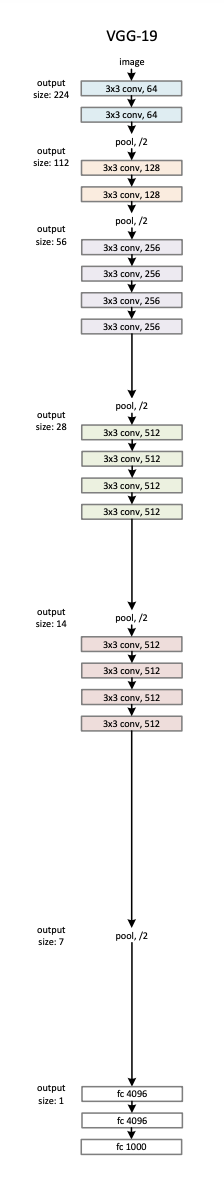 VGG-19
image
output
size: 224
3x3 conv, 64
3x3 conv, 64
pool, /2
output
size: 112
3x3 conv, 128
3x3 conv, 128
pool, /2
output
size: 56
3x3 conv, 256
3x3 conv, 256
3x3 conv, 256
3x3 conv, 256
pool, /2
output
size: 28
3x3 conv, 512
3x3 conv, 512
3x3 conv, 512
3x3 conv, 512
pool, /2
output
size: 14
3x3 conv, 512
3x3 conv, 512
3x3 conv, 512
3x3 conv, 512
pool, /2
output
size: 7
output
size: 1
fc 4096
fc 4096
fc 1000